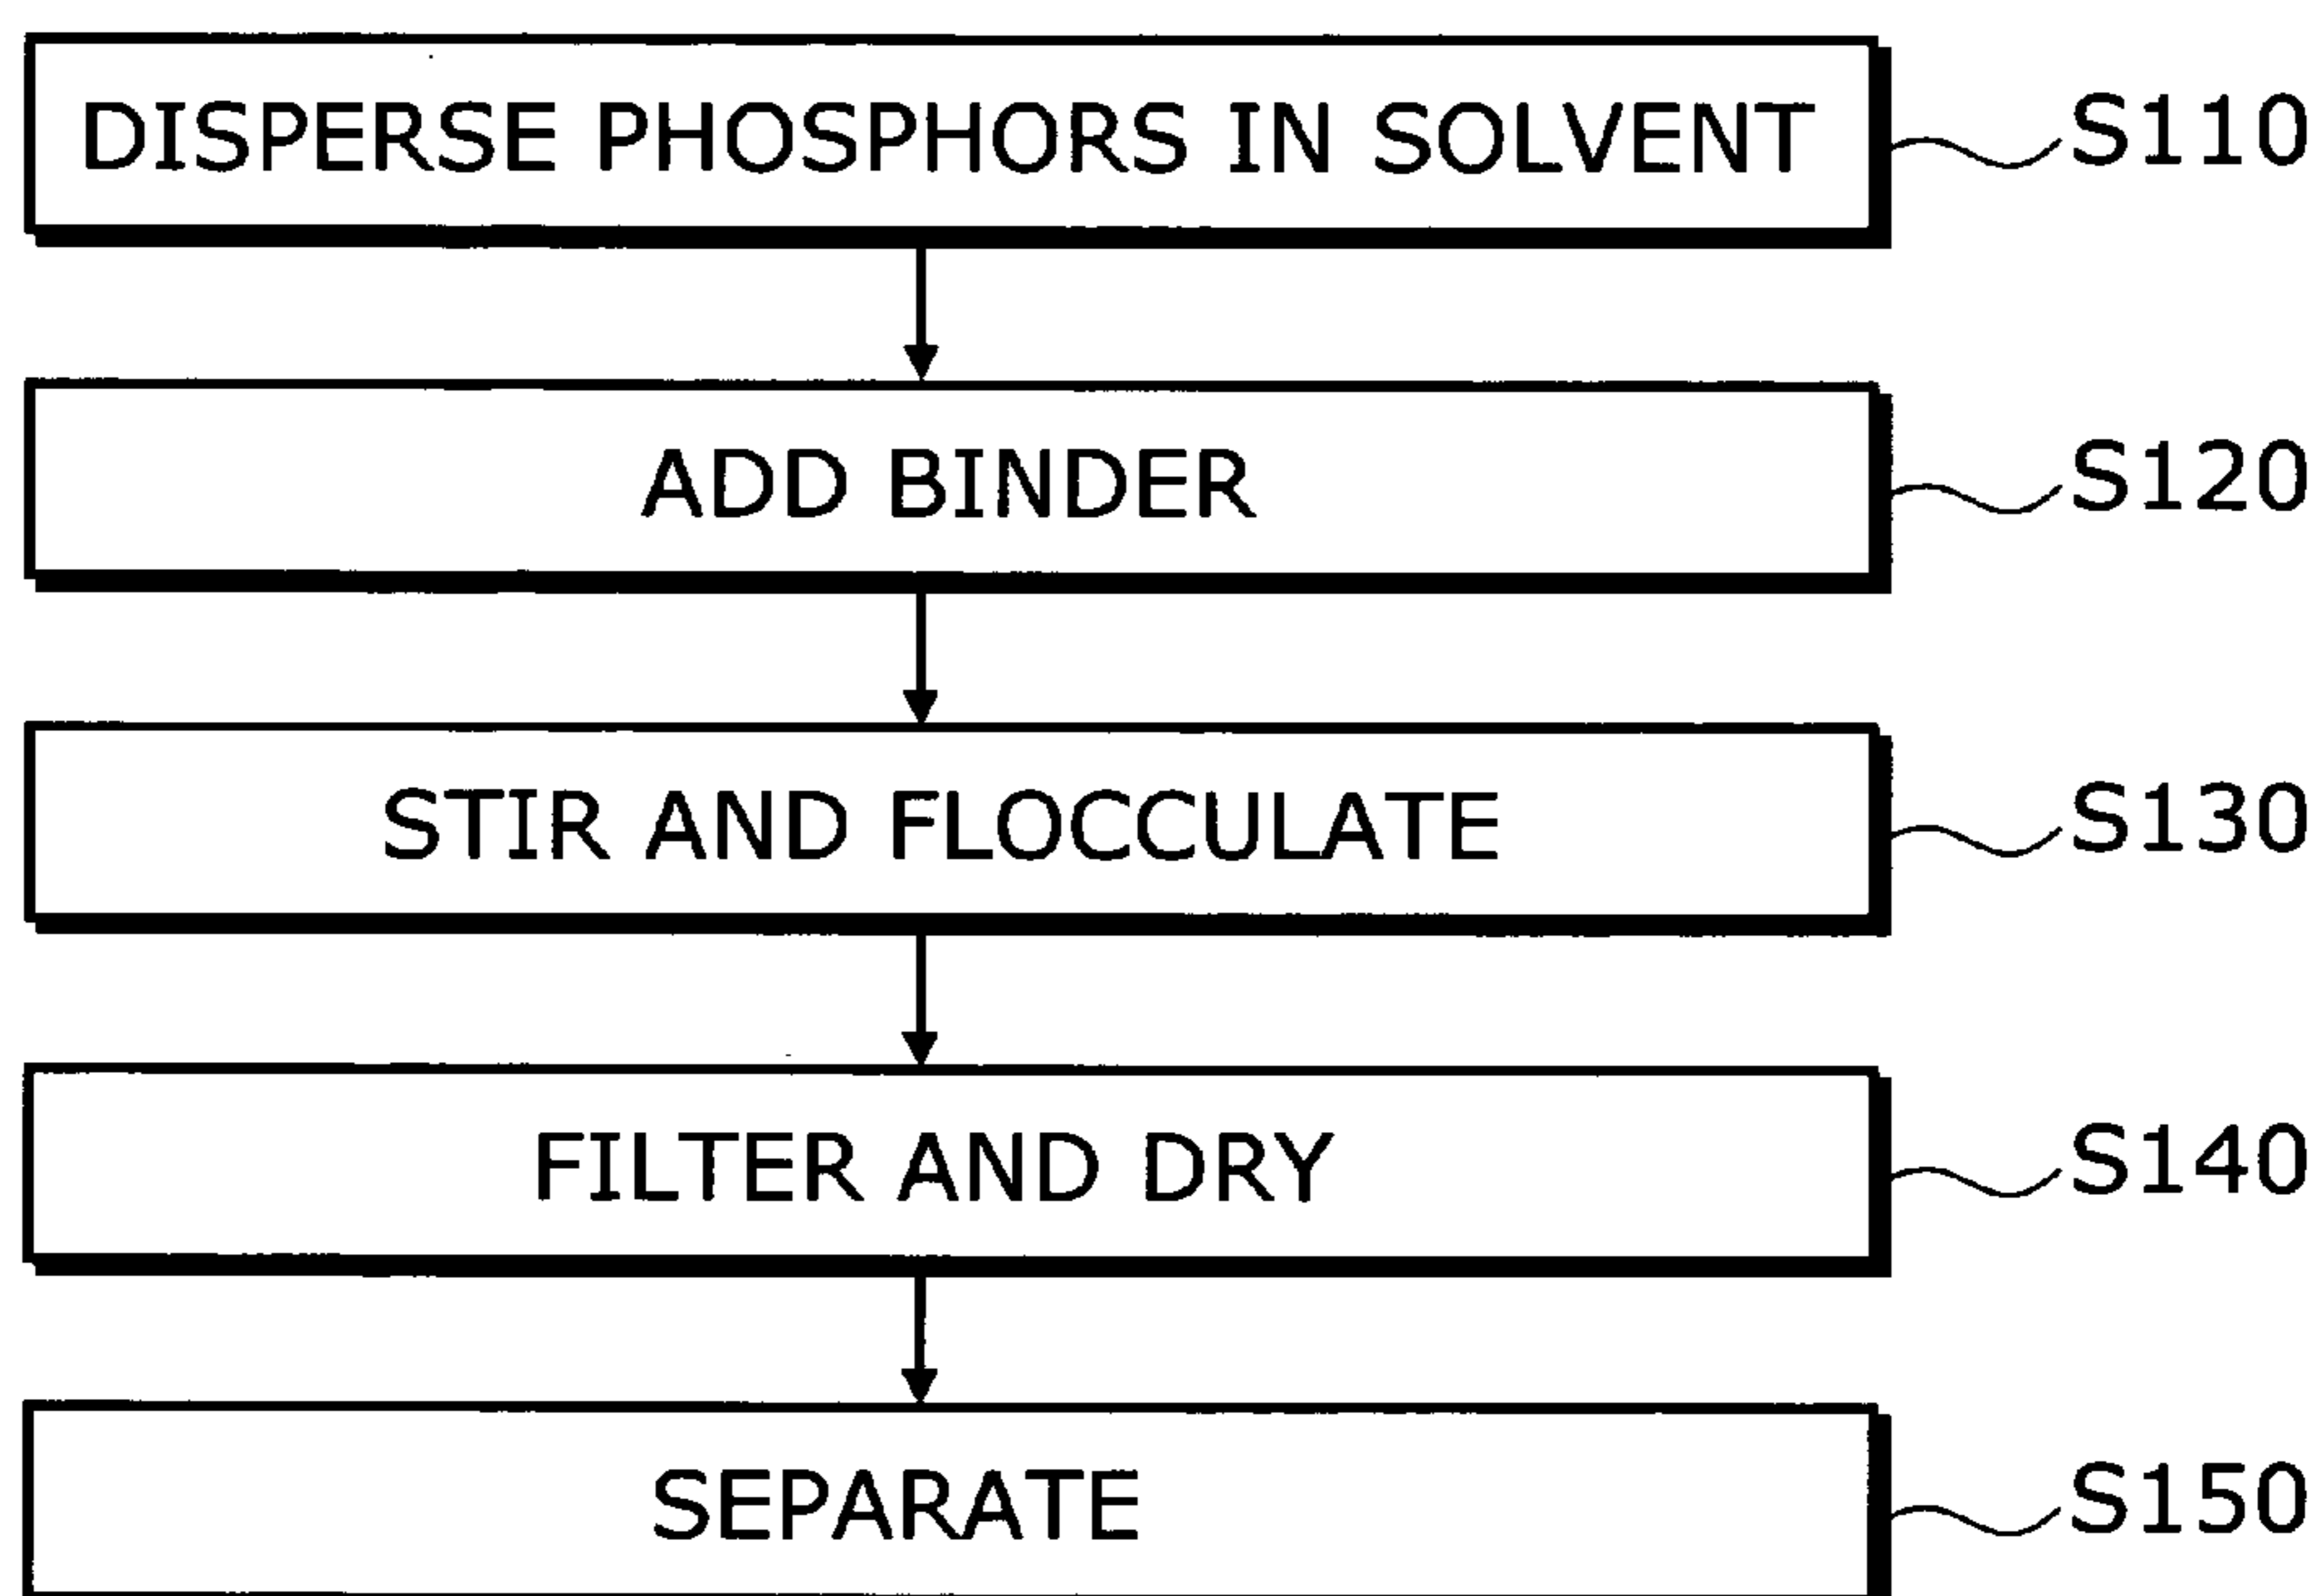 DISPERSE PHOSPHORS IN SOLVENT S110
ADD BINDER S120
STIR AND FLOCCULATE S130
FILTER AND DRY S140
SEPARATE S150